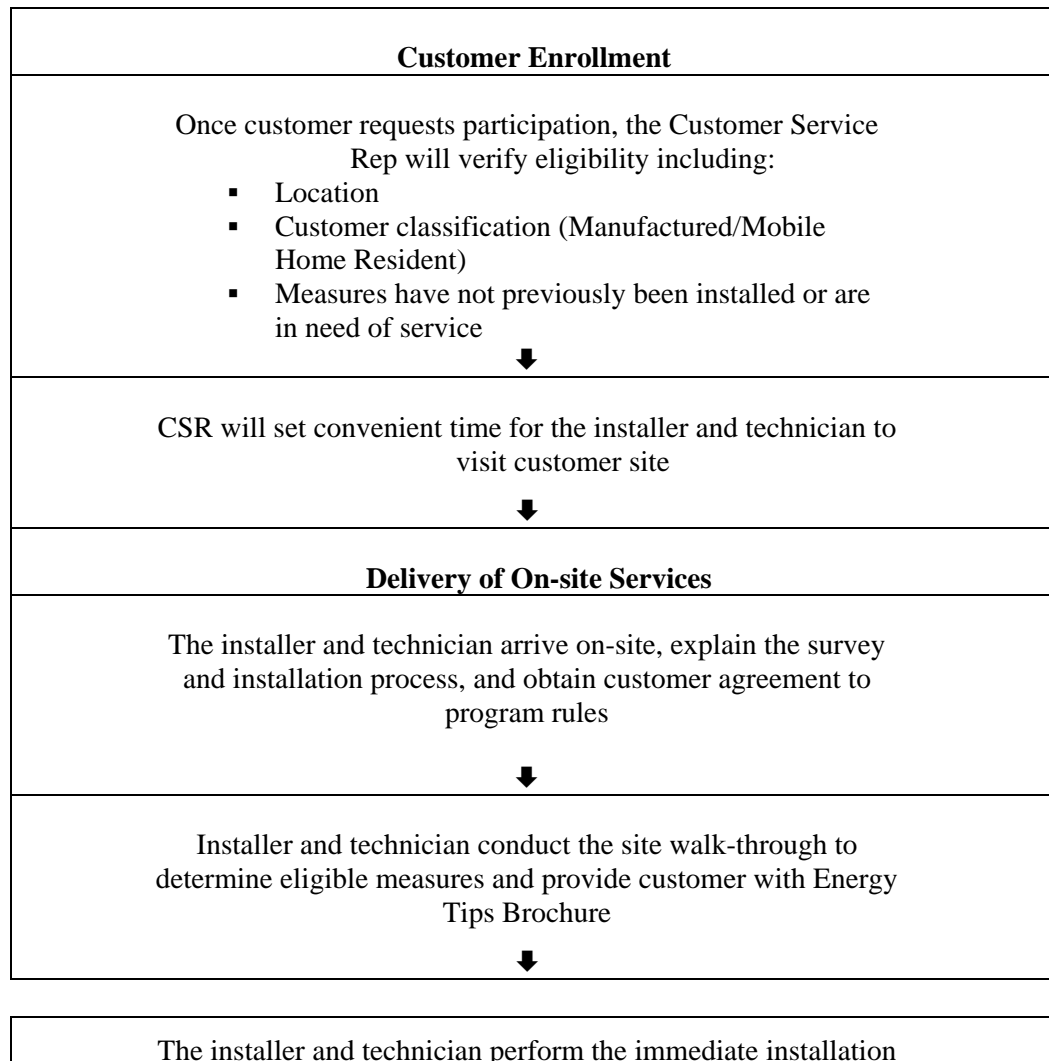 Customer Enrollment
Once customer requests participation, the Customer Service
Rep will verify eligibility including:
▪ Location
▪ Customer classification (Manufactured/Mobile
Home Resident)
▪ Measures have not previously been installed or are
in need of service
🡇
CSR will set convenient time for the installer and technician to
visit customer site
🡇
Delivery of On-site Services
The installer and technician arrive on-site, explain the survey
and installation process, and obtain customer agreement to
program rules
🡇
Installer and technician conduct the site walk-through to
determine eligible measures and provide customer with Energy
Tips Brochure
🡇
The installer and technician perform the immediate installation